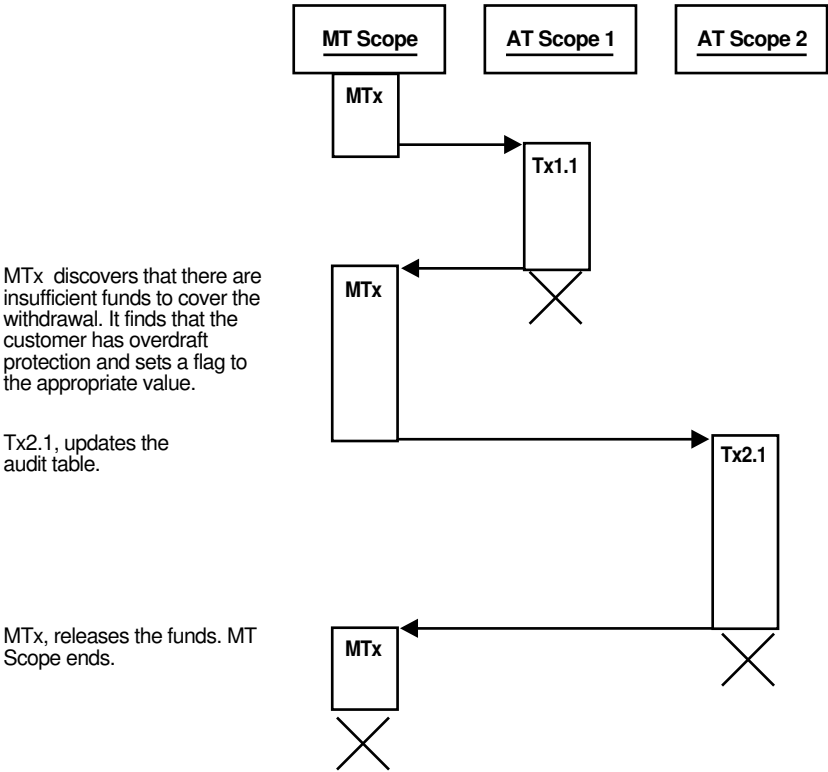 MT Scope
AT Scope 1
AT Scope 2
MTx
Tx1.1
MTx discovers that there are
insufficient funds to cover the
withdrawal. It finds that the
customer has overdraft
protection and sets a flag to
the appropriate value.
MTx
Tx2.1, updates the
audit table.
Tx2.1
MTx, releases the funds. MT
Scope ends.
MTx